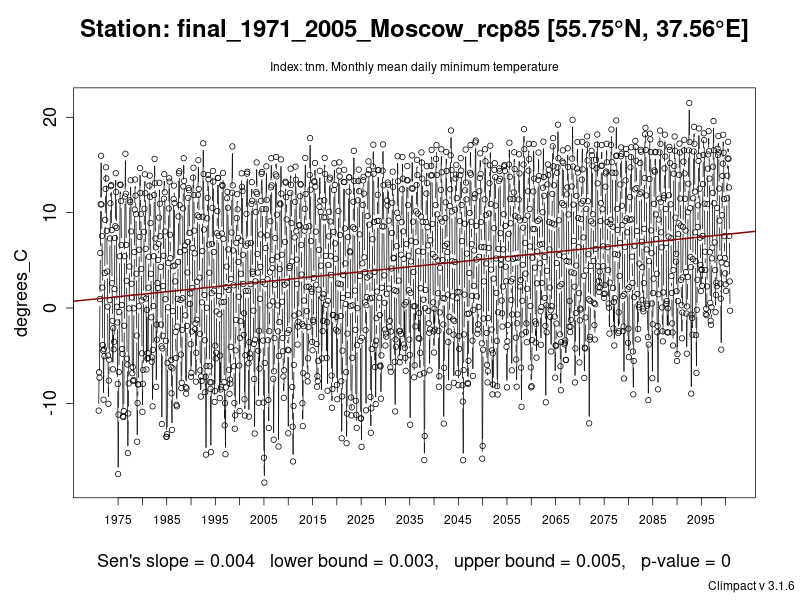 Station: final_1971_2005_Moscow_rcp85 [55.75°N, 37.56°E]
Index: tnm. Monthly mean daily minimum temperature
20
10
0
-10
degrees_C
1975 1985 1995 2005 2015 2025 2035 2045 2055 2065 2075 2085 2095
Sen's slope = 0.004 lower bound = 0.003, upper bound = 0.005, p-value = 0
Climpact v 3.1.6